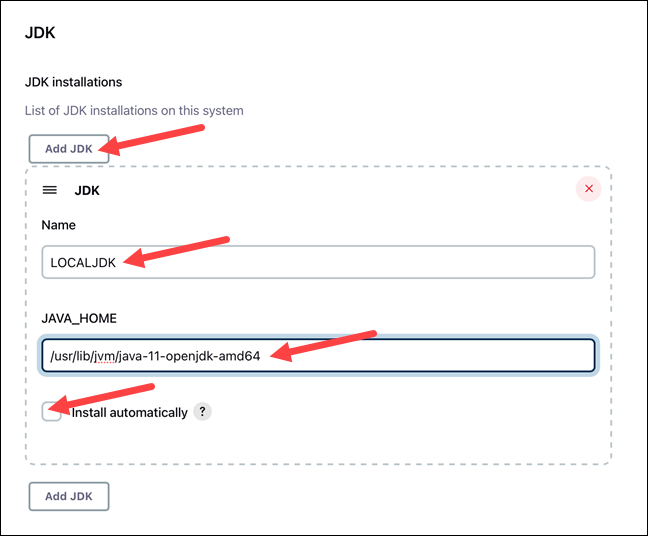 JDK
JDK installations
List of JDK installations on this system
Add JDK
JDK
Name
LOCALJDK
JAVA_HOME
/usr/lib/jvm/java-11-openjdk-amd64
Install automatically ?
Add JDK